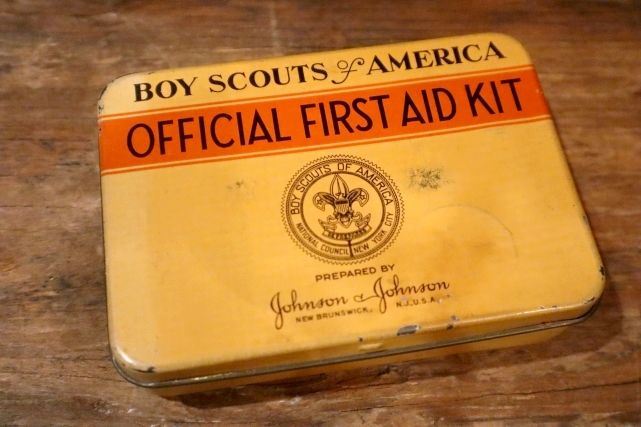 BOY SCOUTS of AMERICA
OFFICIAL FIRST AID KIT
BOY SCOUTS OF AMERICA
BE PREPARED
NATIONAL COUNCIL NEW YORK CITY
PREPARED BY
Johnson & Johnson
NEW BRUNSWICK, N.J. U.S.A.